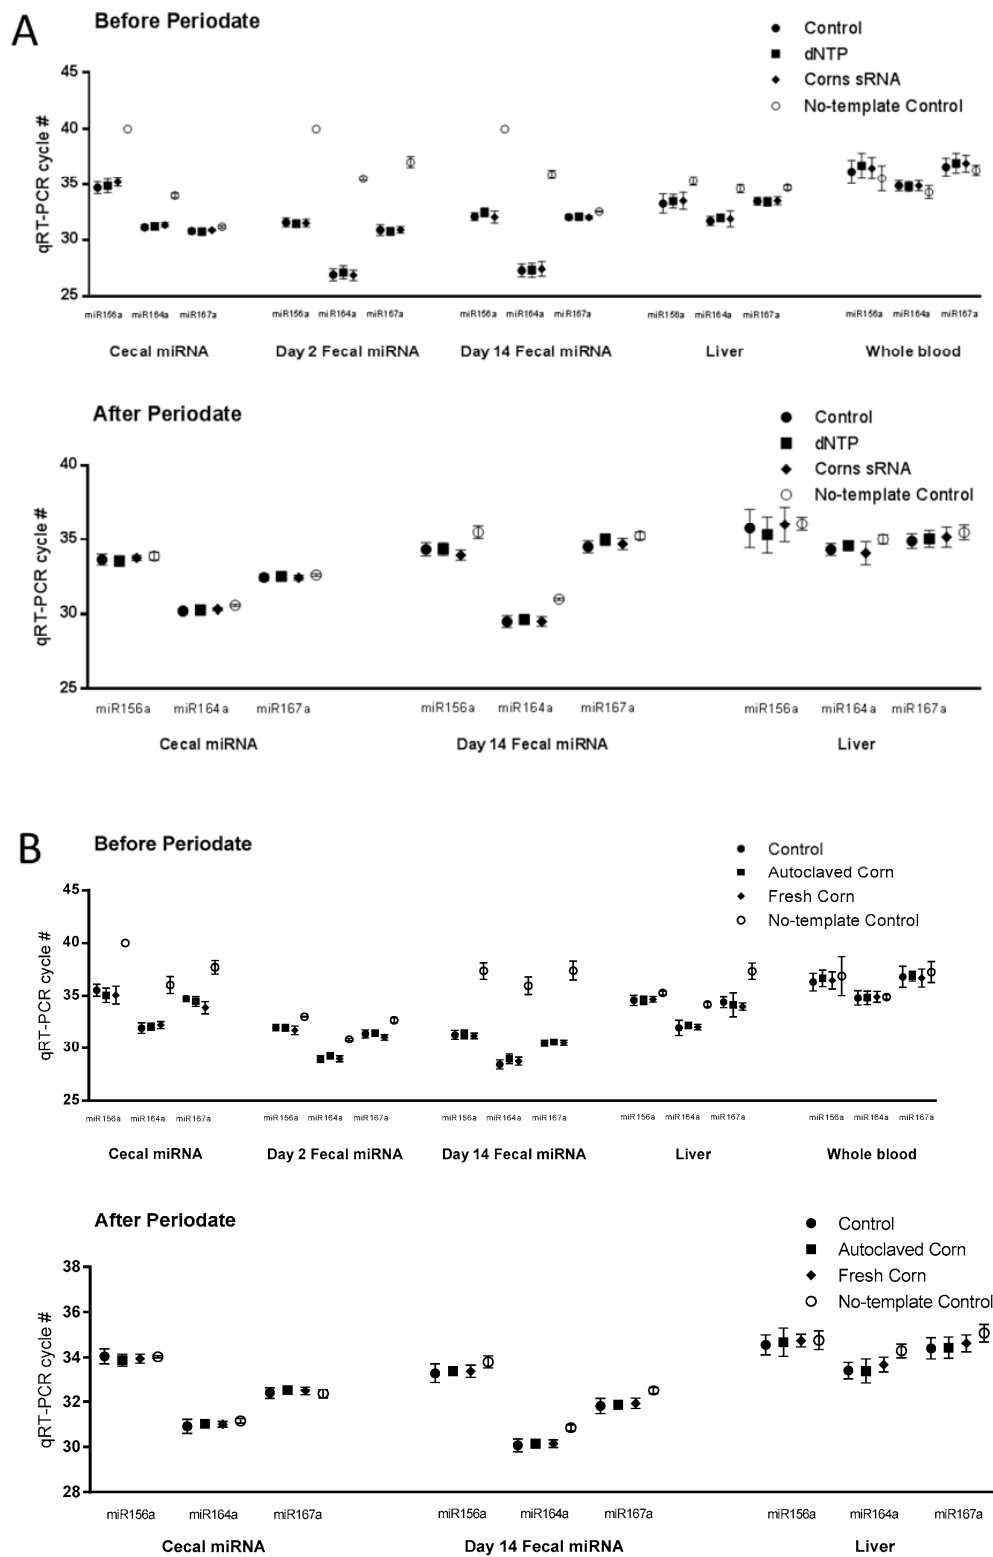 A
Before Periodate
Control
dNTP
Corns sRNA
No-template Control
qRT-PCR cycle #
45
40
35
30
25
miR156a miR164a miR167a miR156a miR164a miR167a miR156a miR164a miR167a miR156a miR164a miR167a miR156a miR164a miR167a
Cecal miRNA Day 2 Fecal miRNA Day 14 Fecal miRNA Liver Whole blood
After Periodate
Control
dNTP
Corns sRNA
No-template Control
qRT-PCR cycle #
40
35
30
25
miR156a miR164a miR167a miR156a miR164a miR167a miR156a miR164a miR167a
Cecal miRNA Day 14 Fecal miRNA Liver
B
Before Periodate
Control
Autoclaved Corn
Fresh Corn
No-template Control
qRT-PCR cycle #
45
40
35
30
25
miR156a miR164a miR167a miR156a miR164a miR167a miR156a miR164a miR167a miR156a miR164a miR167a miR156a miR164a miR167a
Cecal miRNA Day 2 Fecal miRNA Day 14 Fecal miRNA Liver Whole blood
After Periodate
Control
Autoclaved Corn
Fresh Corn
No-template Control
qRT-PCR cycle #
38
36
34
32
30
28
miR156a miR164a miR167a miR156a miR164a miR167a miR156a miR164a miR167a
Cecal miRNA Day 14 Fecal miRNA Liver